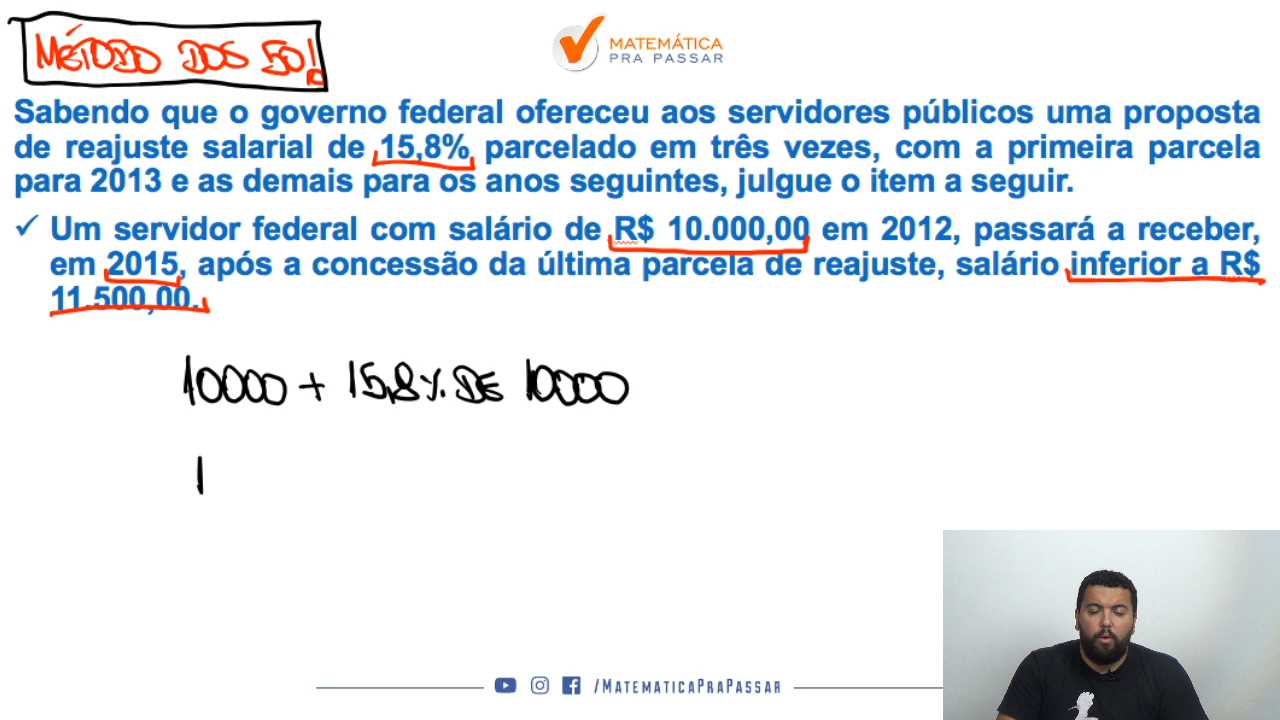 MÉTODO DOS 50!
MATEMÁTICA
PRA PASSAR
Sabendo que o governo federal ofereceu aos servidores públicos uma proposta
de reajuste salarial de 15,8% parcelado em três vezes, com a primeira parcela
para 2013 e as demais para os anos seguintes, julgue o item a seguir.
✓ Um servidor federal com salário de R$ 10.000,00 em 2012, passará a receber,
em 2015, após a concessão da última parcela de reajuste, salário inferior a R$
11.500,00.
10000 + 15,8% DE 10000
1
/MATEMATICAPRAPASSAR